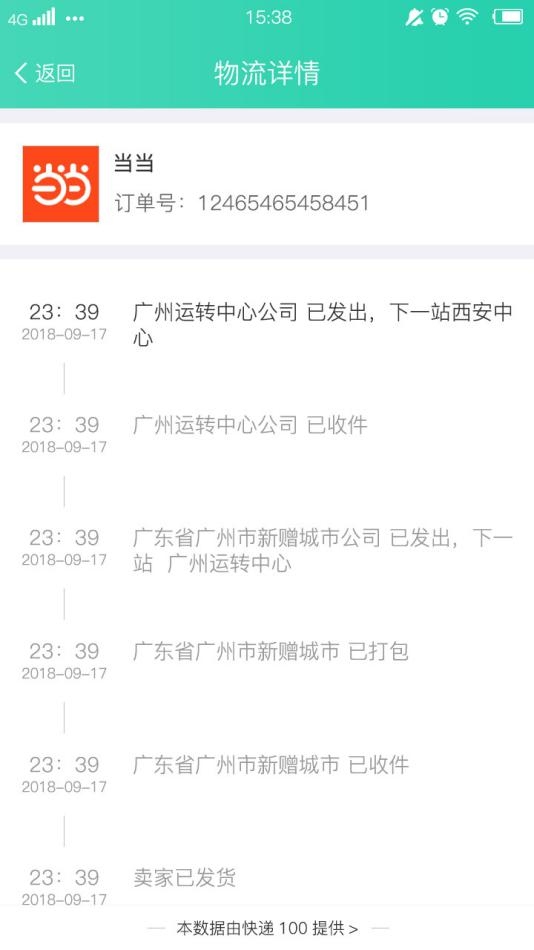 4G 15:38
返回 物流详情
当当
订单号：12465465458451
23：39 广州运转中心公司 已发出，下一站西安中
2018-09-17 心
23：39 广州运转中心公司 已收件
2018-09-17
23：39 广东省广州市新赠城市公司 已发出，下一
2018-09-17 站 广州运转中心
23：39 广东省广州市新赠城市 已打包
2018-09-17
23：39 广东省广州市新赠城市 已收件
2018-09-17
23：39 卖家已发货
2018-09-17
本数据由快递 100 提供 >